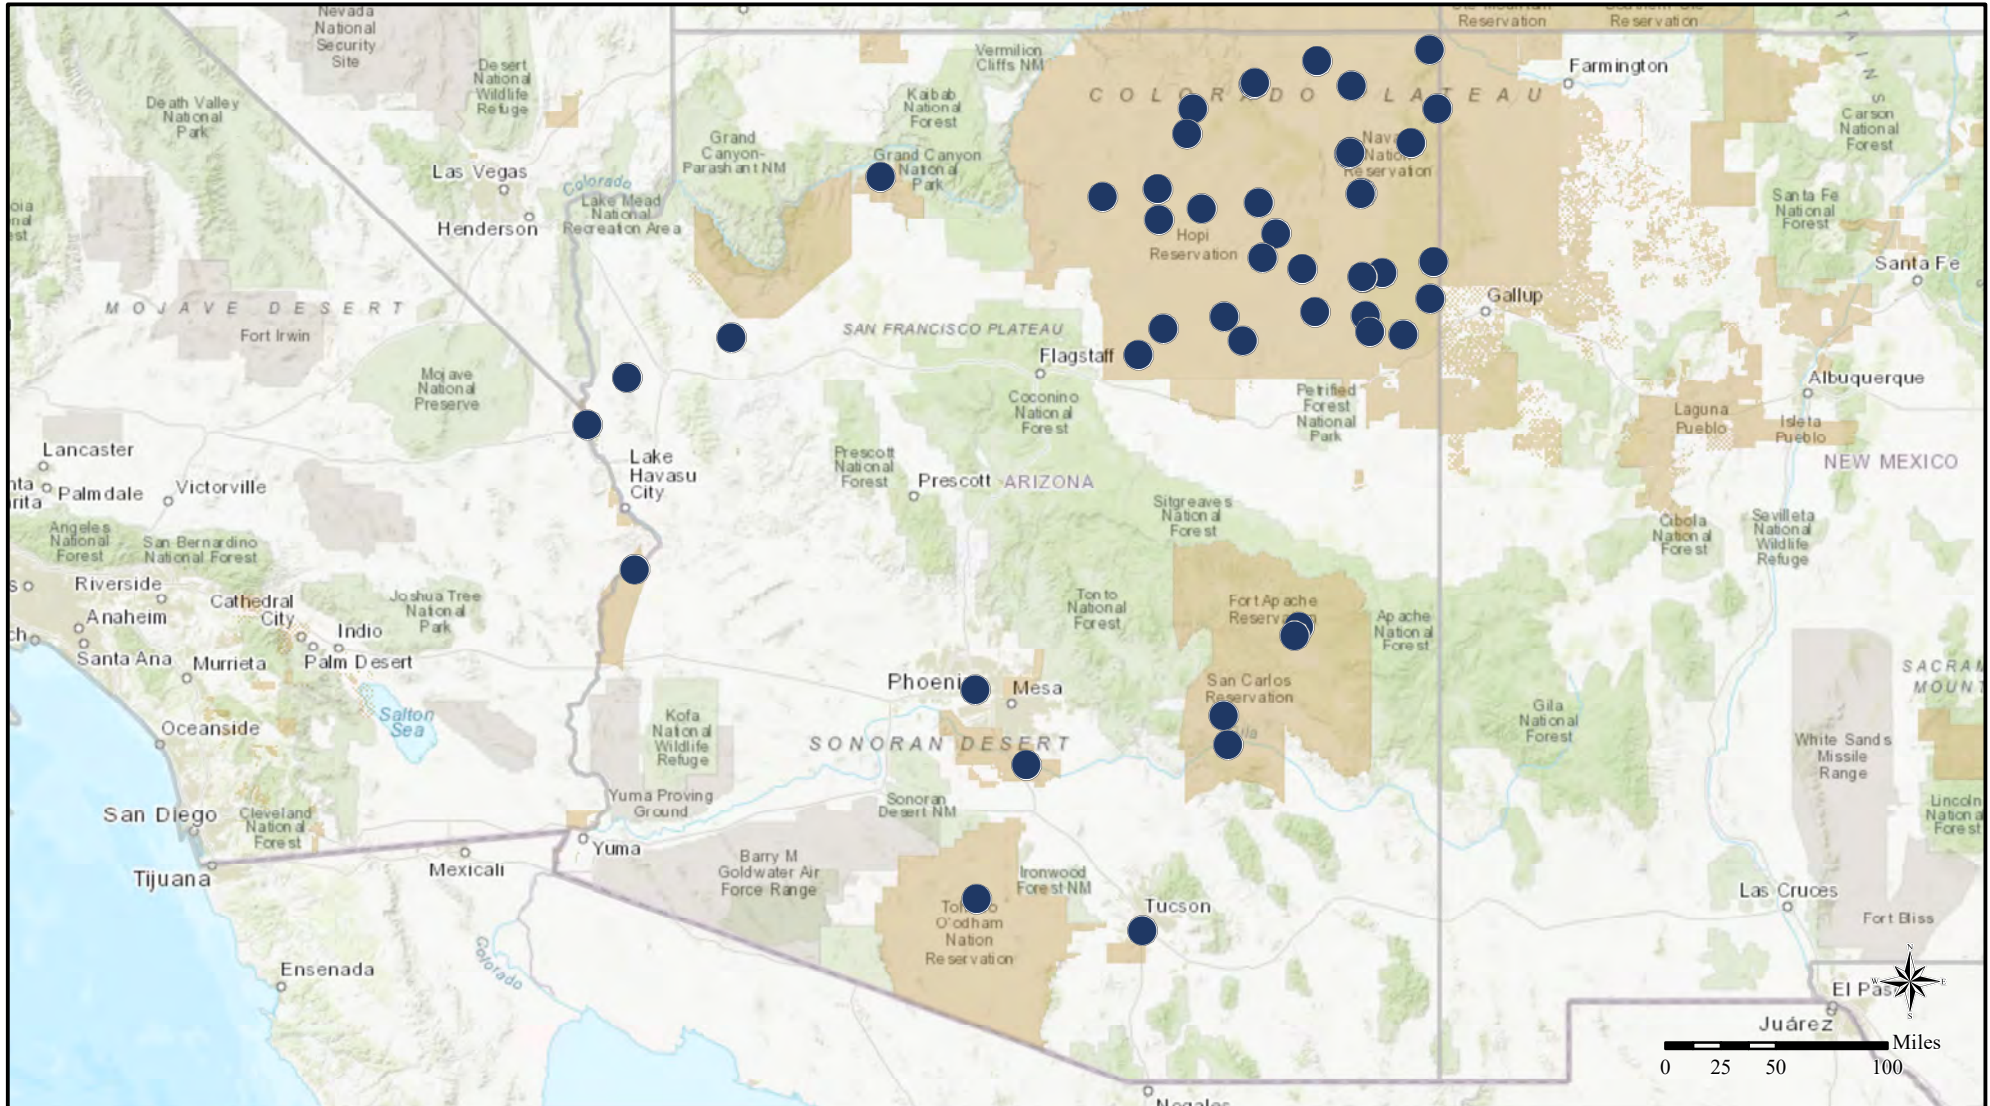 Nevada
National
Security
Site
Desert
National
Wildlife
Refuge
Vermilion
Cliffs NM
Reservation
Reservation
Farmington
Death Valley
National
Park
Kaibab
National
Forest
COLORADO PLATEAU
Carson
National
Forest
Grand
Canyon-
Parashant NM
Grand Canyon
National
Park
Reservation
Las Vegas
Colorado
Lake Mead
National
Recreation Area
Henderson
Santa Fe
National
Forest
Hopi
Reservation
Santa Fe
Gallup
MOJAVE DESERT
Fort Irwin
SAN FRANCISCO PLATEAU
Flagstaff
Mojave
National
Preserve
Coconino
National
Forest
Petrified
Forest
National
Park
Albuquerque
Laguna
Pueblo
Isleta
Pueblo
NEW MEXICO
Lancaster
Palmdale
Victorville
Lake
Havasu
City
Prescott
National
Forest
Prescott
ARIZONA
Sitgreaves
National
Forest
Cibola
National
Forest
Sevilleta
National
Wildlife
Refuge
Angeles
National
Forest
San Bernardino
National Forest
Riverside
Cathedral
City
Joshua Tree
National
Park
Anaheim
Indio
Santa Ana
Murrieta
Palm Desert
Tonto
National
Forest
Fort Apache
Apache
National
Forest
San Carlos
Reservation
Mesa
Oceanside
Salton
Sea
Kofa
National
Wildlife
Refuge
SONORAN DESERT
Gila
National
Forest
White Sands
Missile
Range
San Diego
Cleveland
National
Forest
Yuma Proving
Ground
Sonoran
Desert NM
Lincoln
National
Forest
Tijuana
Mexicali
Yuma
Barry M
Goldwater Air
Force Range
Ironwood
Forest NM
Tucson
O'odham
Nation
Reservation
Las Cruces
Fort Bliss
Ensenada
Colorado
N
W
E
S
El Paso
Juárez
Miles
0 25 50 100